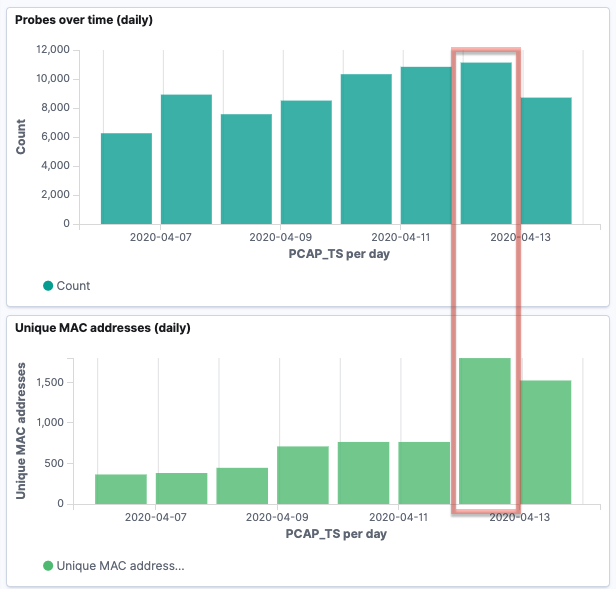 Probes over time (daily)
12,000
10,000
8,000
6,000
4,000
2,000
0
Count
2020-04-07
2020-04-09
2020-04-11
2020-04-13
PCAP_TS per day
Count
Unique MAC addresses (daily)
1,500
1,000
500
0
Unique MAC addresses
2020-04-07
2020-04-09
2020-04-11
2020-04-13
PCAP_TS per day
Unique MAC address...